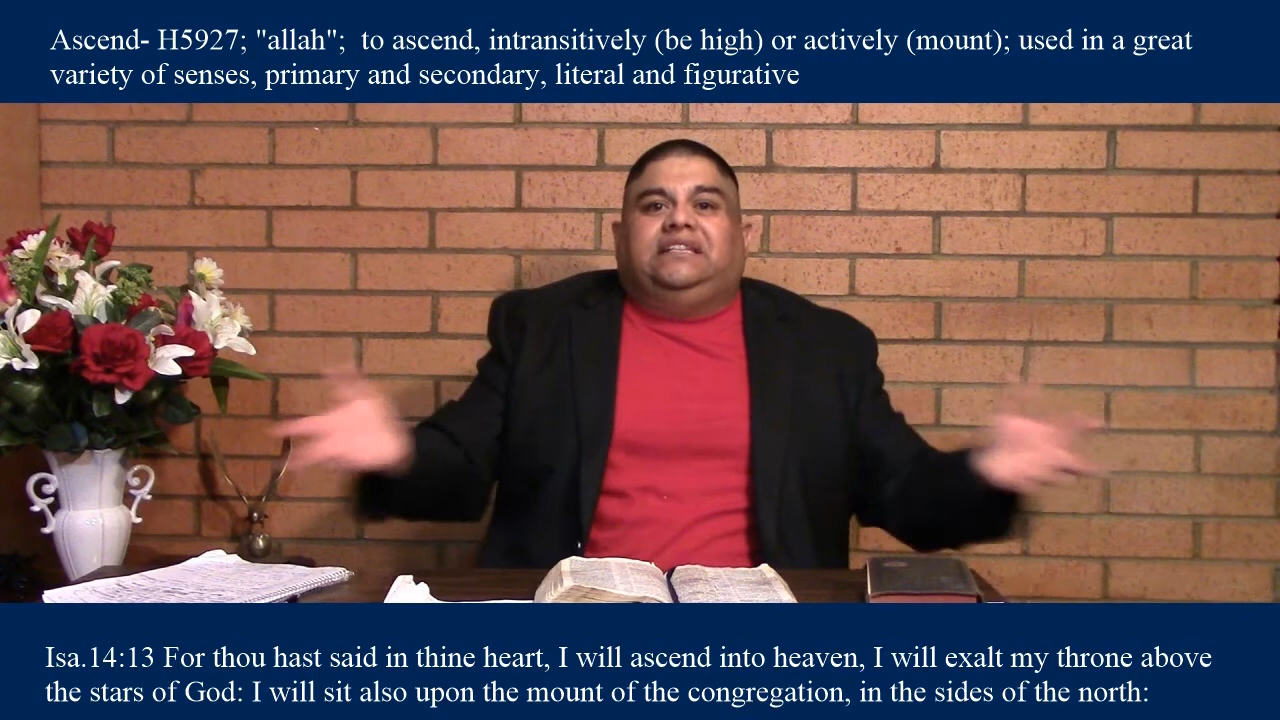 Ascend- H5927; "allah";  to ascend, intransitively (be high) or actively (mount); used in a great
variety of senses, primary and secondary, literal and figurative
Isa.14:13 For thou hast said in thine heart, I will ascend into heaven, I will exalt my throne above
the stars of God: I will sit also upon the mount of the congregation, in the sides of the north: